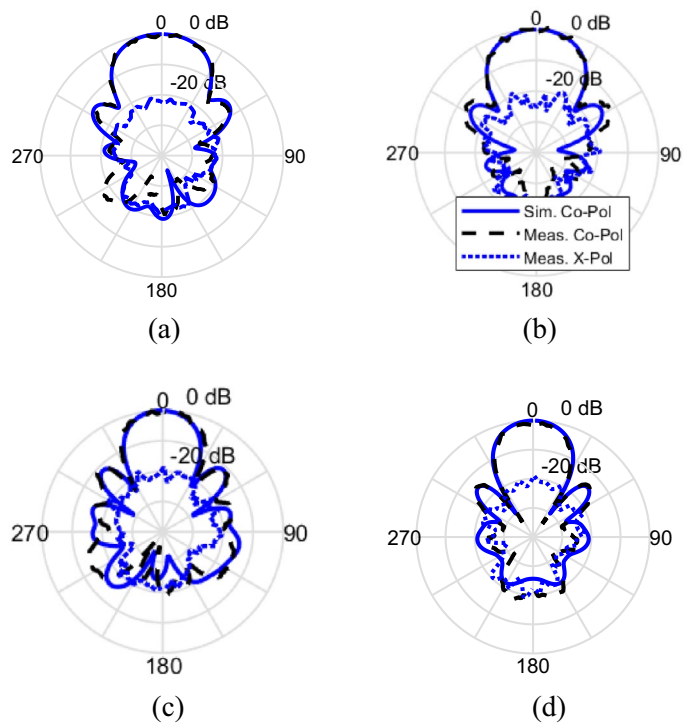 0 0 dB
-20 dB
270 90
180
(a)
0 0 dB
-20 dB
270 90
Sim. Co-Pol
Meas. Co-Pol
Meas. X-Pol
180
(b)
0 0 dB
-20 dB
270 90
180
(c)
0 0 dB
-20 dB
270 90
180
(d)